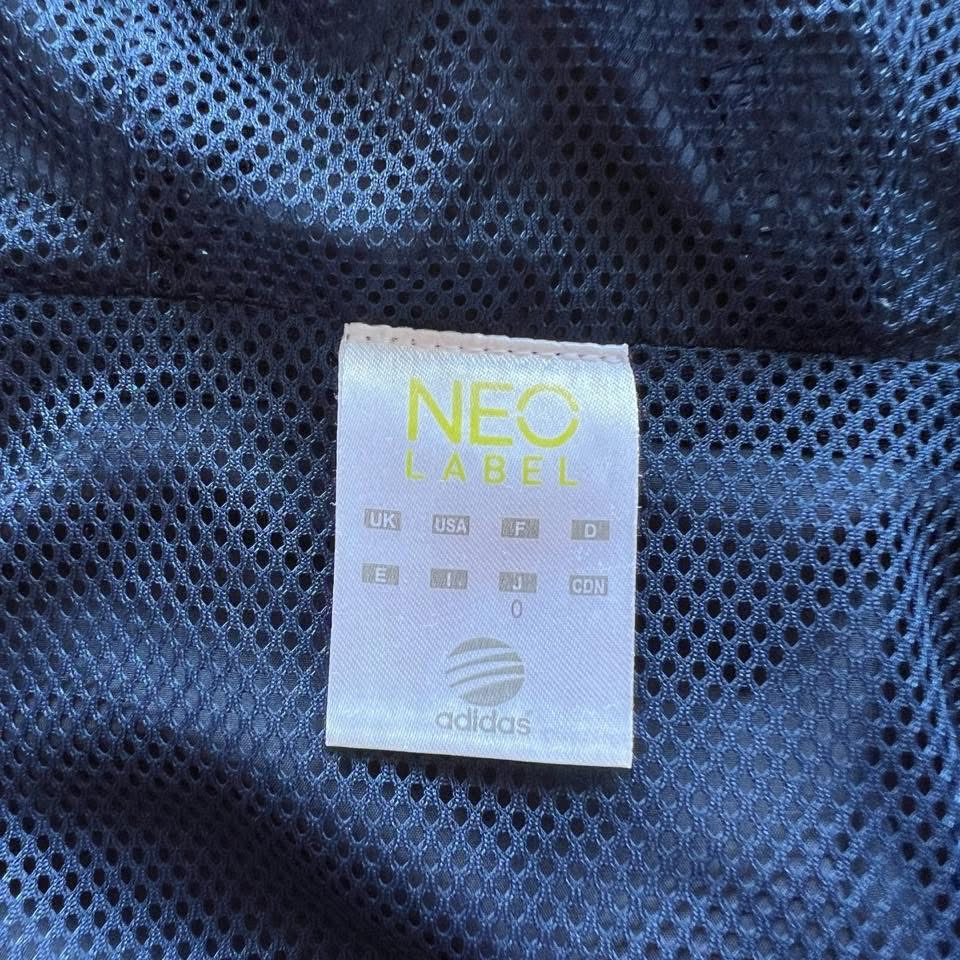 NEO
LABEL
UK USA F D
E I J CDN
O
adidas